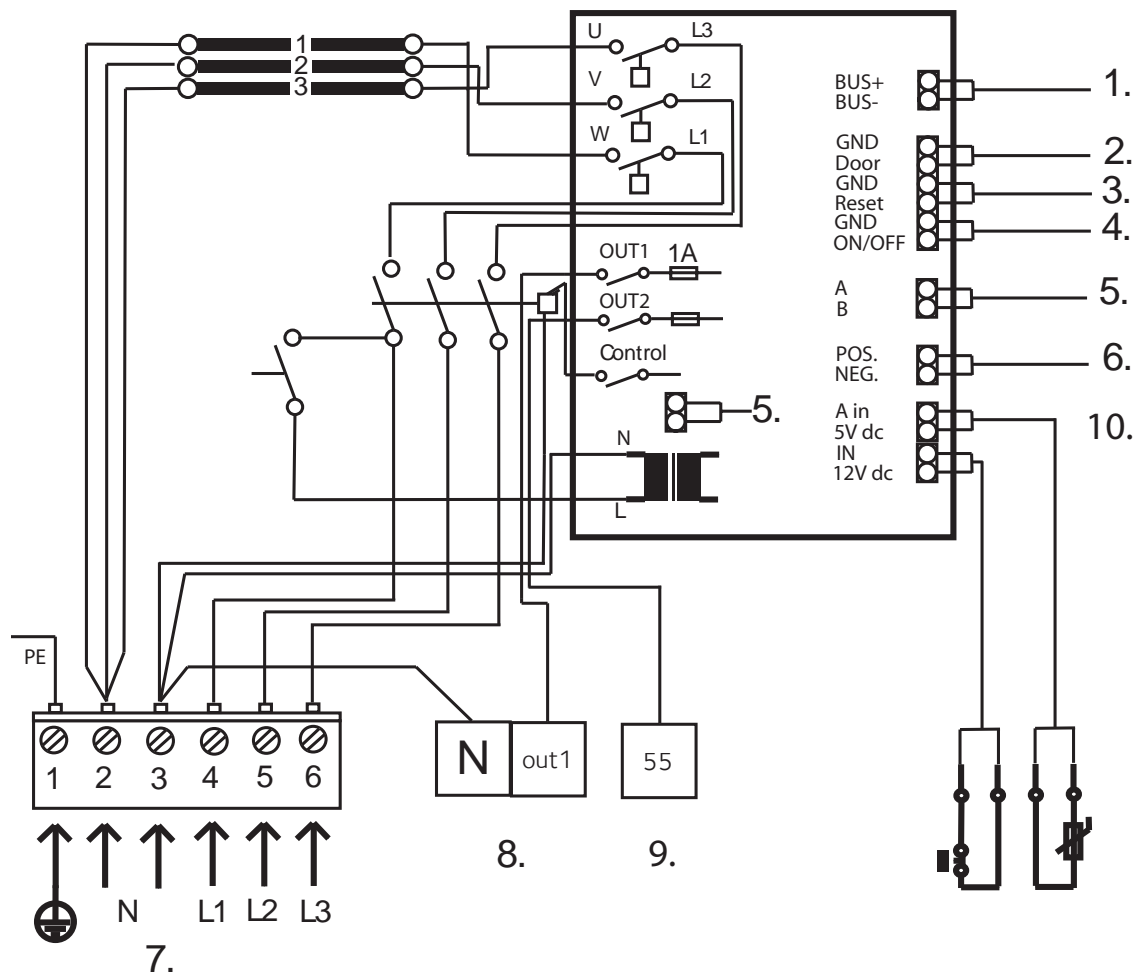 1
2
3
U
L3
V
L2
W
L1
OUT1
1A
OUT2
Control
5.
N
L
BUS+
BUS-
1.
GND
Door
2.
GND
Reset
3.
GND
ON/OFF
4.
A
B
5.
POS.
NEG.
6.
A in
5V dc
10.
IN
12V dc
PE
1 2 3 4 5 6
N L1 L2 L3
7.
N
out1
8.
55
9.